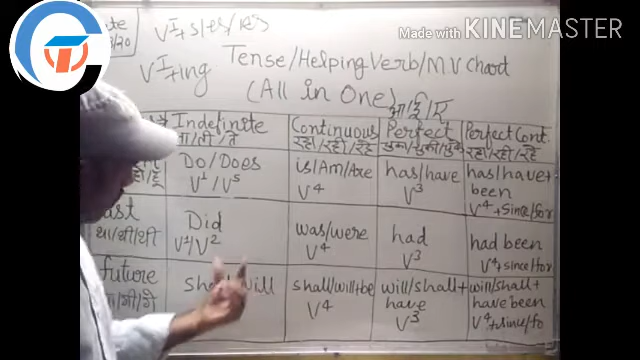 Made with KINEMASTER
V¹+s/es/ies
V¹+ing
Tense/Helping Verb/M V Chart
(All in One)
आ/ई/ए
Indefinite
Continuous
रहा/रही/रहे
Perfect
चुका/चुकी/चुके
Perfect Cont.
रहा/रही/रहे
Do/Does
V¹/V⁵
is/Am/Are
V⁴
has/have
V³
has/have+
been
V⁴+since/for
था/थी/थे
Did
V¹/V²
was/were
V⁴
had
V³
had been
V⁴+since/for
future
shall/will
shall/will+be
V⁴
will/shall+
have
V³
will/shall+
have been
V⁴+since/fo